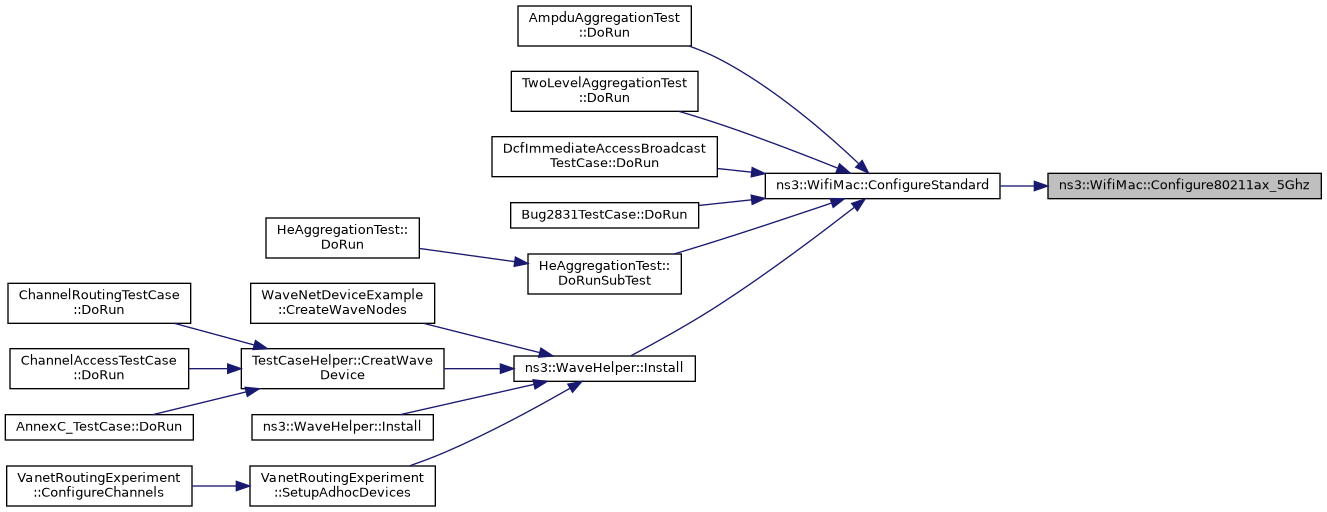 AmpduAggregationTest
::DoRun
TwoLevelAggregationTest
::DoRun
DcfImmediateAccessBroadcast
TestCase::DoRun
ns3::WifiMac::ConfigureStandard
ns3::WifiMac::Configure80211ax_5Ghz
Bug2831TestCase::DoRun
HeAggregationTest::
DoRun
HeAggregationTest::
DoRunSubTest
ChannelRoutingTestCase
::DoRun
WaveNetDeviceExample
::CreateWaveNodes
ChannelAccessTestCase
::DoRun
TestCaseHelper::CreatWave
Device
ns3::WaveHelper::Install
AnnexC_TestCase::DoRun
ns3::WaveHelper::Install
VanetRoutingExperiment
::ConfigureChannels
VanetRoutingExperiment
::SetupAdhocDevices